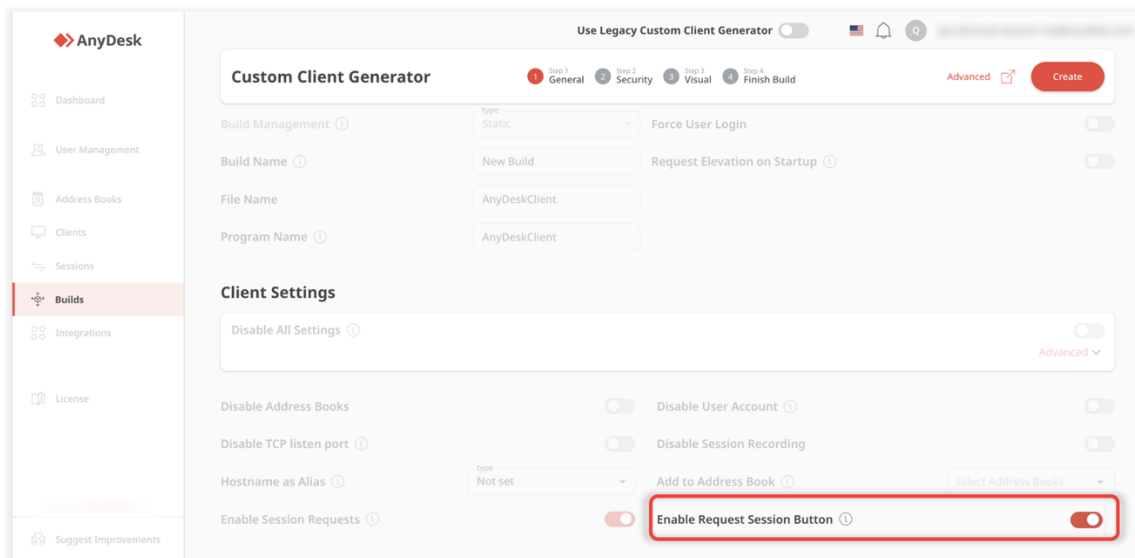 Use Legacy Custom Client Generator
Q
AnyDesk
Custom Client Generator
1 Step 1 General 2 Step 2 Security 3 Step 3 Visual 4 Step 4 Finish Build
Advanced
Create
Dashboard
User Management
Address Books
Clients
Sessions
Builds
Integrations
License
Suggest Improvements
Build Management
type
Static
Force User Login
Build Name
New Build
Request Elevation on Startup
File Name
AnyDeskClient
Program Name
AnyDeskClient
Client Settings
Disable All Settings
Advanced
Disable Address Books
Disable User Account
Disable TCP listen port
Disable Session Recording
Hostname as Alias
type
Not set
Add to Address Book
Select Address Books
Enable Session Requests
Enable Request Session Button